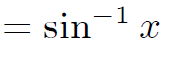 = sin⁻¹ x